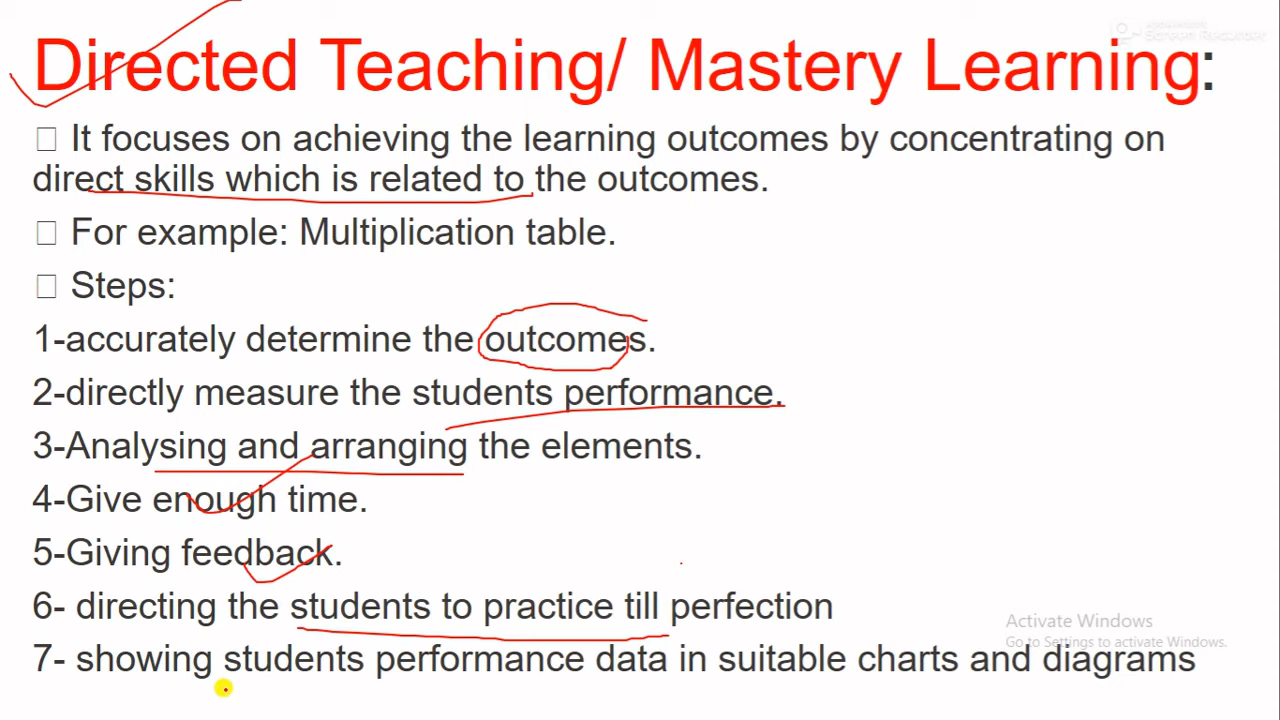 Screen Recorder
Directed Teaching/ Mastery Learning:
It focuses on achieving the learning outcomes by concentrating on
direct skills which is related to the outcomes.
For example: Multiplication table.
Steps:
1-accurately determine the outcomes.
2-directly measure the students performance.
3-Analysing and arranging the elements.
4-Give enough time.
5-Giving feedback.
6- directing the students to practice till perfection
7- showing students performance data in suitable charts and diagrams
Activate Windows
Go to Settings to activate Windows.